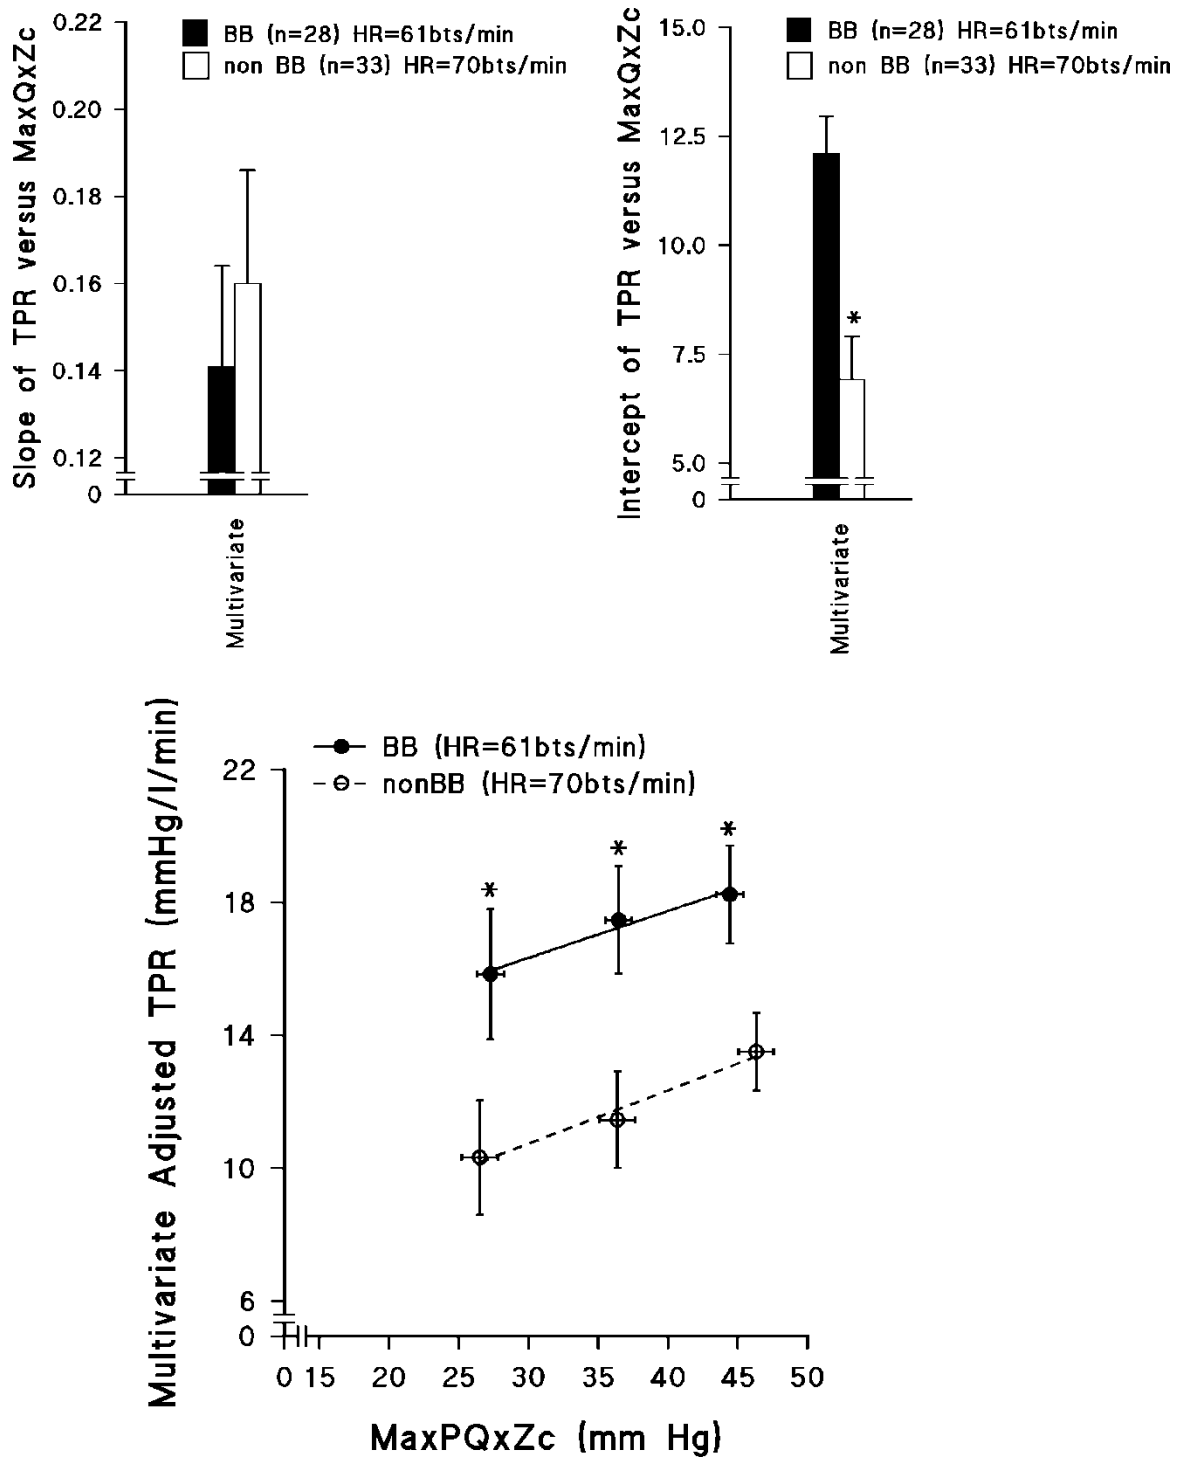 Slope of TPR versus MaxQxZc
0.22
0.20
0.18
0.16
0.14
0.12
0
BB (n=28) HR=61bts/min
non BB (n=33) HR=70bts/min
Multivariate
Intercept of TPR versus MaxQxZc
15.0
12.5
10.0
7.5
5.0
0
BB (n=28) HR=61bts/min
non BB (n=33) HR=70bts/min
*
Multivariate
Multivariate Adjusted TPR (mmHg/l/min)
BB (HR=61bts/min)
nonBB (HR=70bts/min)
22
18
14
10
6
0
* * *
0 15 20 25 30 35 40 45 50
MaxPQxZc (mm Hg)